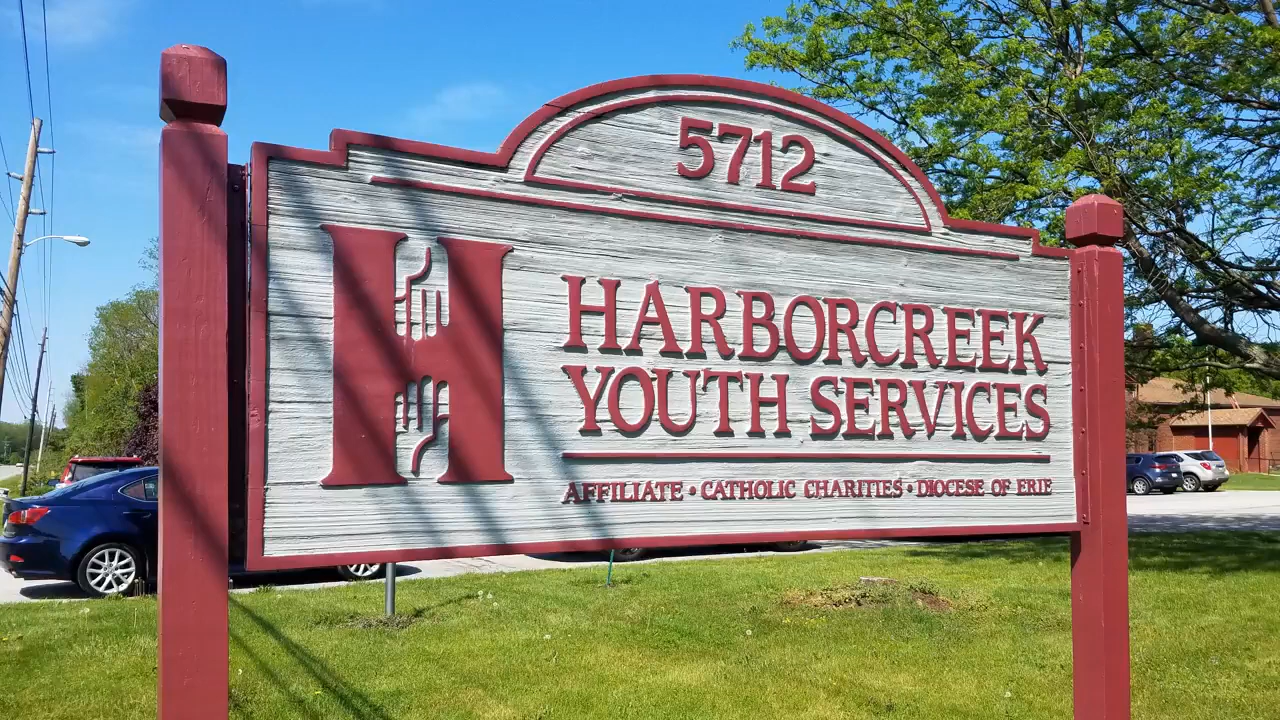 5712
H
HARBORCREEK
YOUTH SERVICES
AFFILIATE • CATHOLIC CHARITIES • DIOCESE OF ERIE